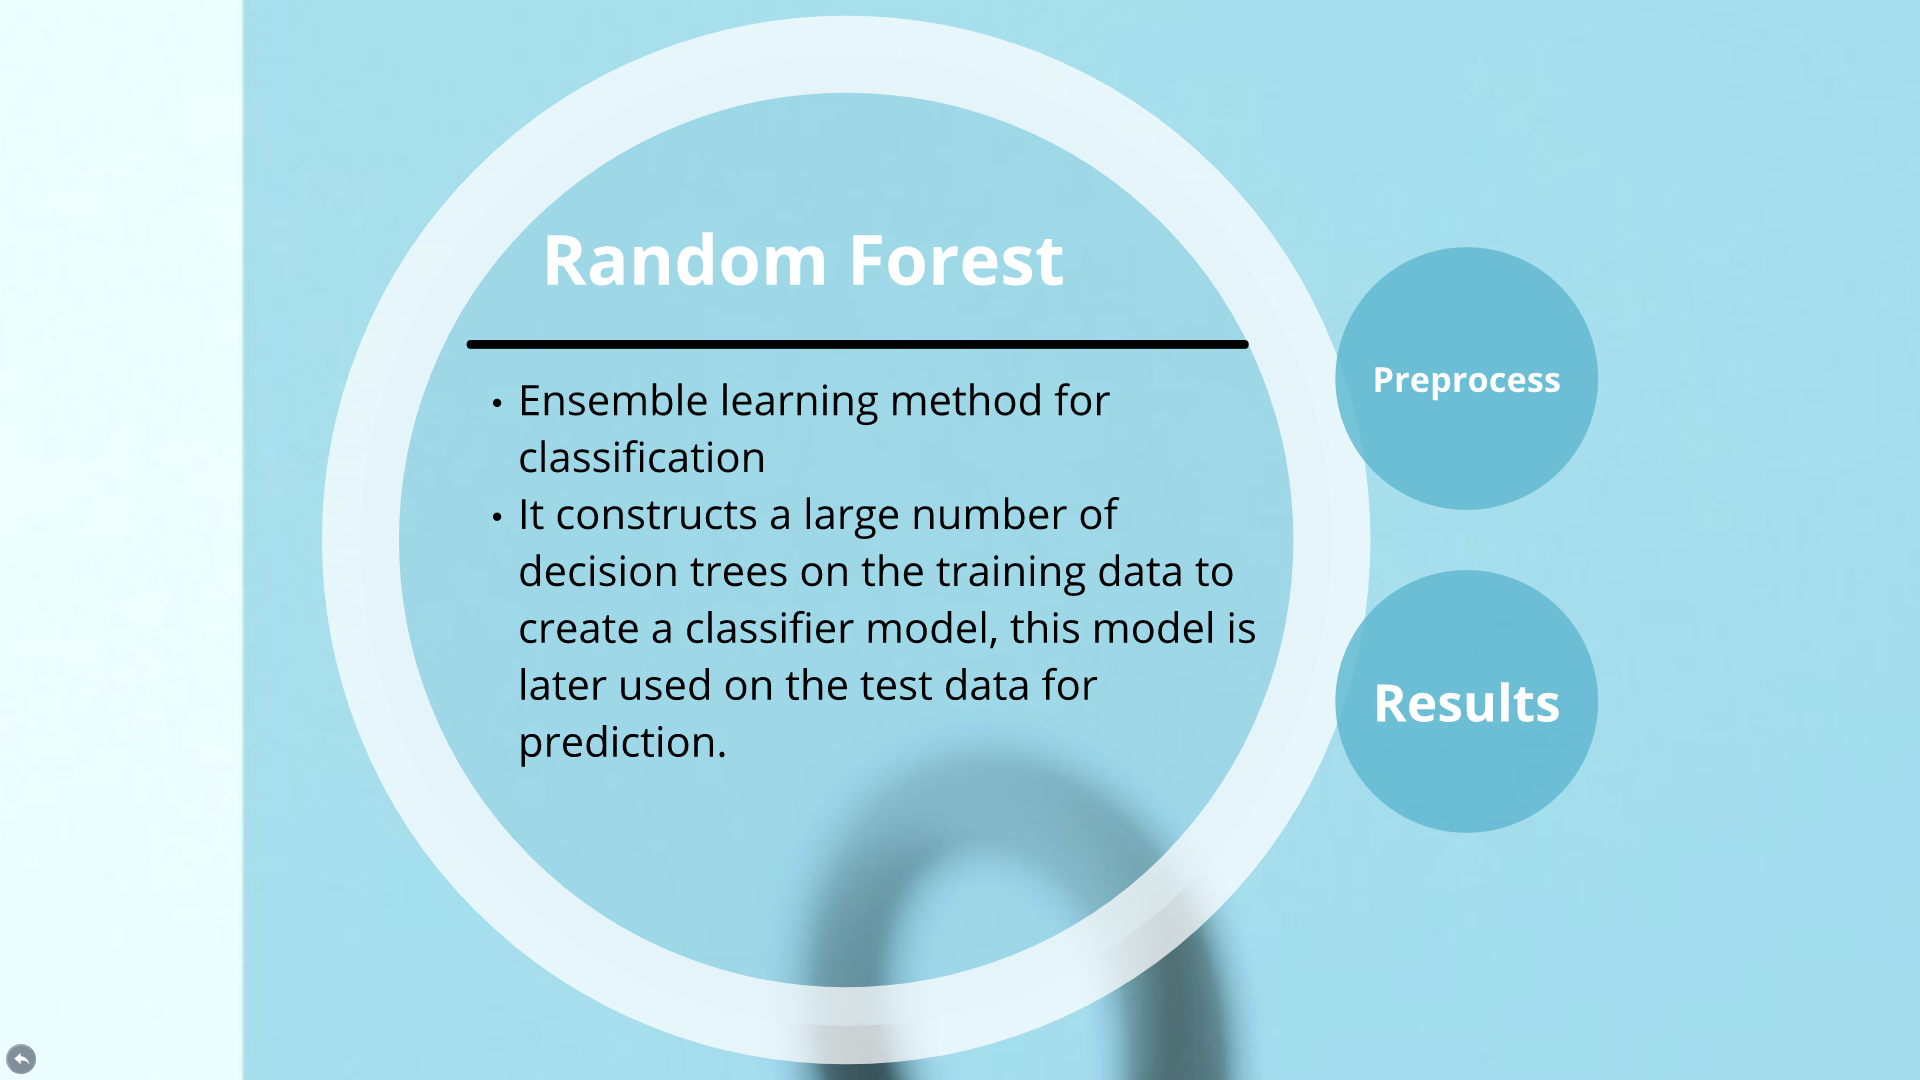 Random Forest
• Ensemble learning method for
classification
• It constructs a large number of
decision trees on the training data to
create a classifier model, this model is
later used on the test data for
prediction.
Preprocess
Results